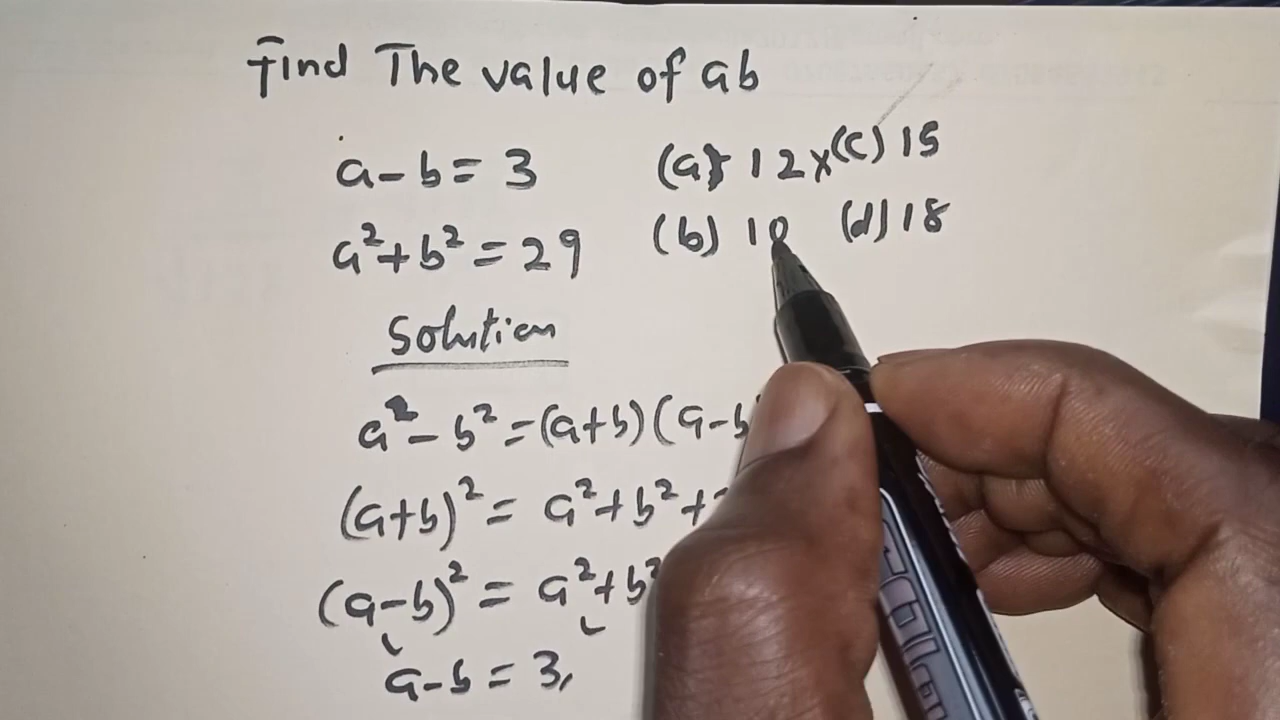 Find The value of ab
a-b = 3 (a) 12 x (c) 15
a²+b² = 29 (b) 10 (d) 18
Solution
a² - b² = (a+b)(a-b
(a+b)² = a²+b²+
(a-b)² = a²+b²
a-b = 3,